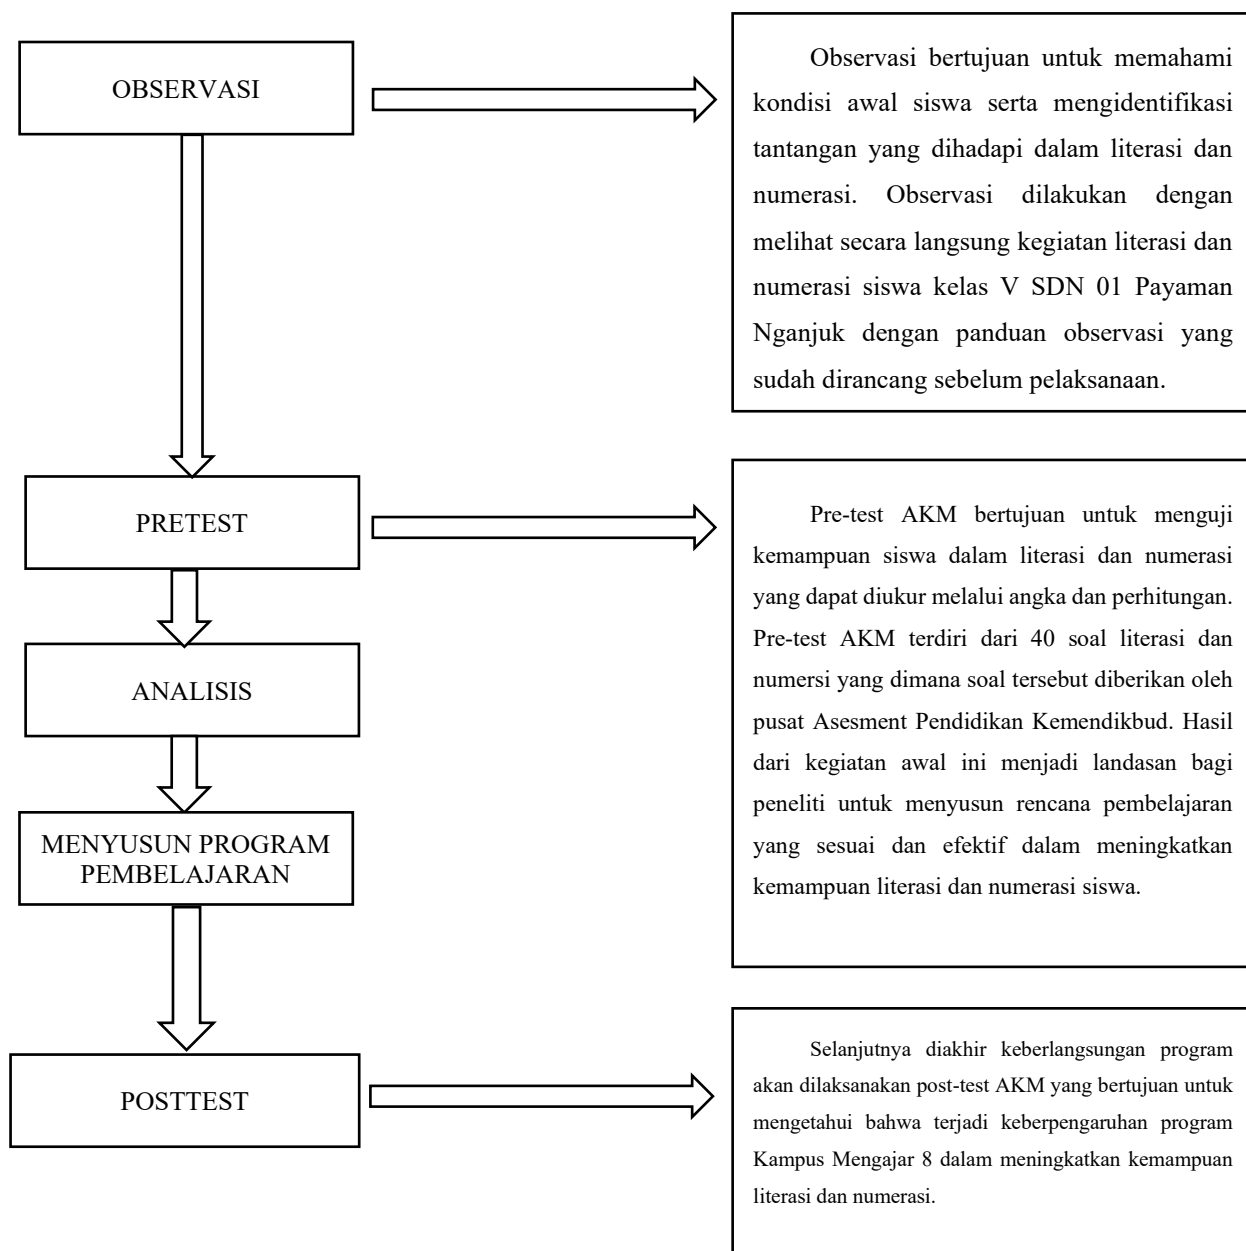 OBSERVASI
Observasi bertujuan untuk memahami
kondisi awal siswa serta mengidentifikasi
tantangan yang dihadapi dalam literasi dan
numerasi. Observasi dilakukan dengan
melihat secara langsung kegiatan literasi dan
numerasi siswa kelas V SDN 01 Payaman
Nganjuk dengan panduan observasi yang
sudah dirancang sebelum pelaksanaan.
PRETEST
Pre-test AKM bertujuan untuk menguji
kemampuan siswa dalam literasi dan numerasi
yang dapat diukur melalui angka dan perhitungan.
Pre-test AKM terdiri dari 40 soal literasi dan
numersi yang dimana soal tersebut diberikan oleh
pusat Asesment Pendidikan Kemendikbud. Hasil
dari kegiatan awal ini menjadi landasan bagi
peneliti untuk menyusun rencana pembelajaran
yang sesuai dan efektif dalam meningkatkan
kemampuan literasi dan numerasi siswa.
ANALISIS
MENYUSUN PROGRAM
PEMBELAJARAN
POSTTEST
Selanjutnya diakhir keberlangsungan program
akan dilaksanakan post-test AKM yang bertujuan untuk
mengetahui bahwa terjadi keberpengaruhan program
Kampus Mengajar 8 dalam meningkatkan kemampuan
literasi dan numerasi.